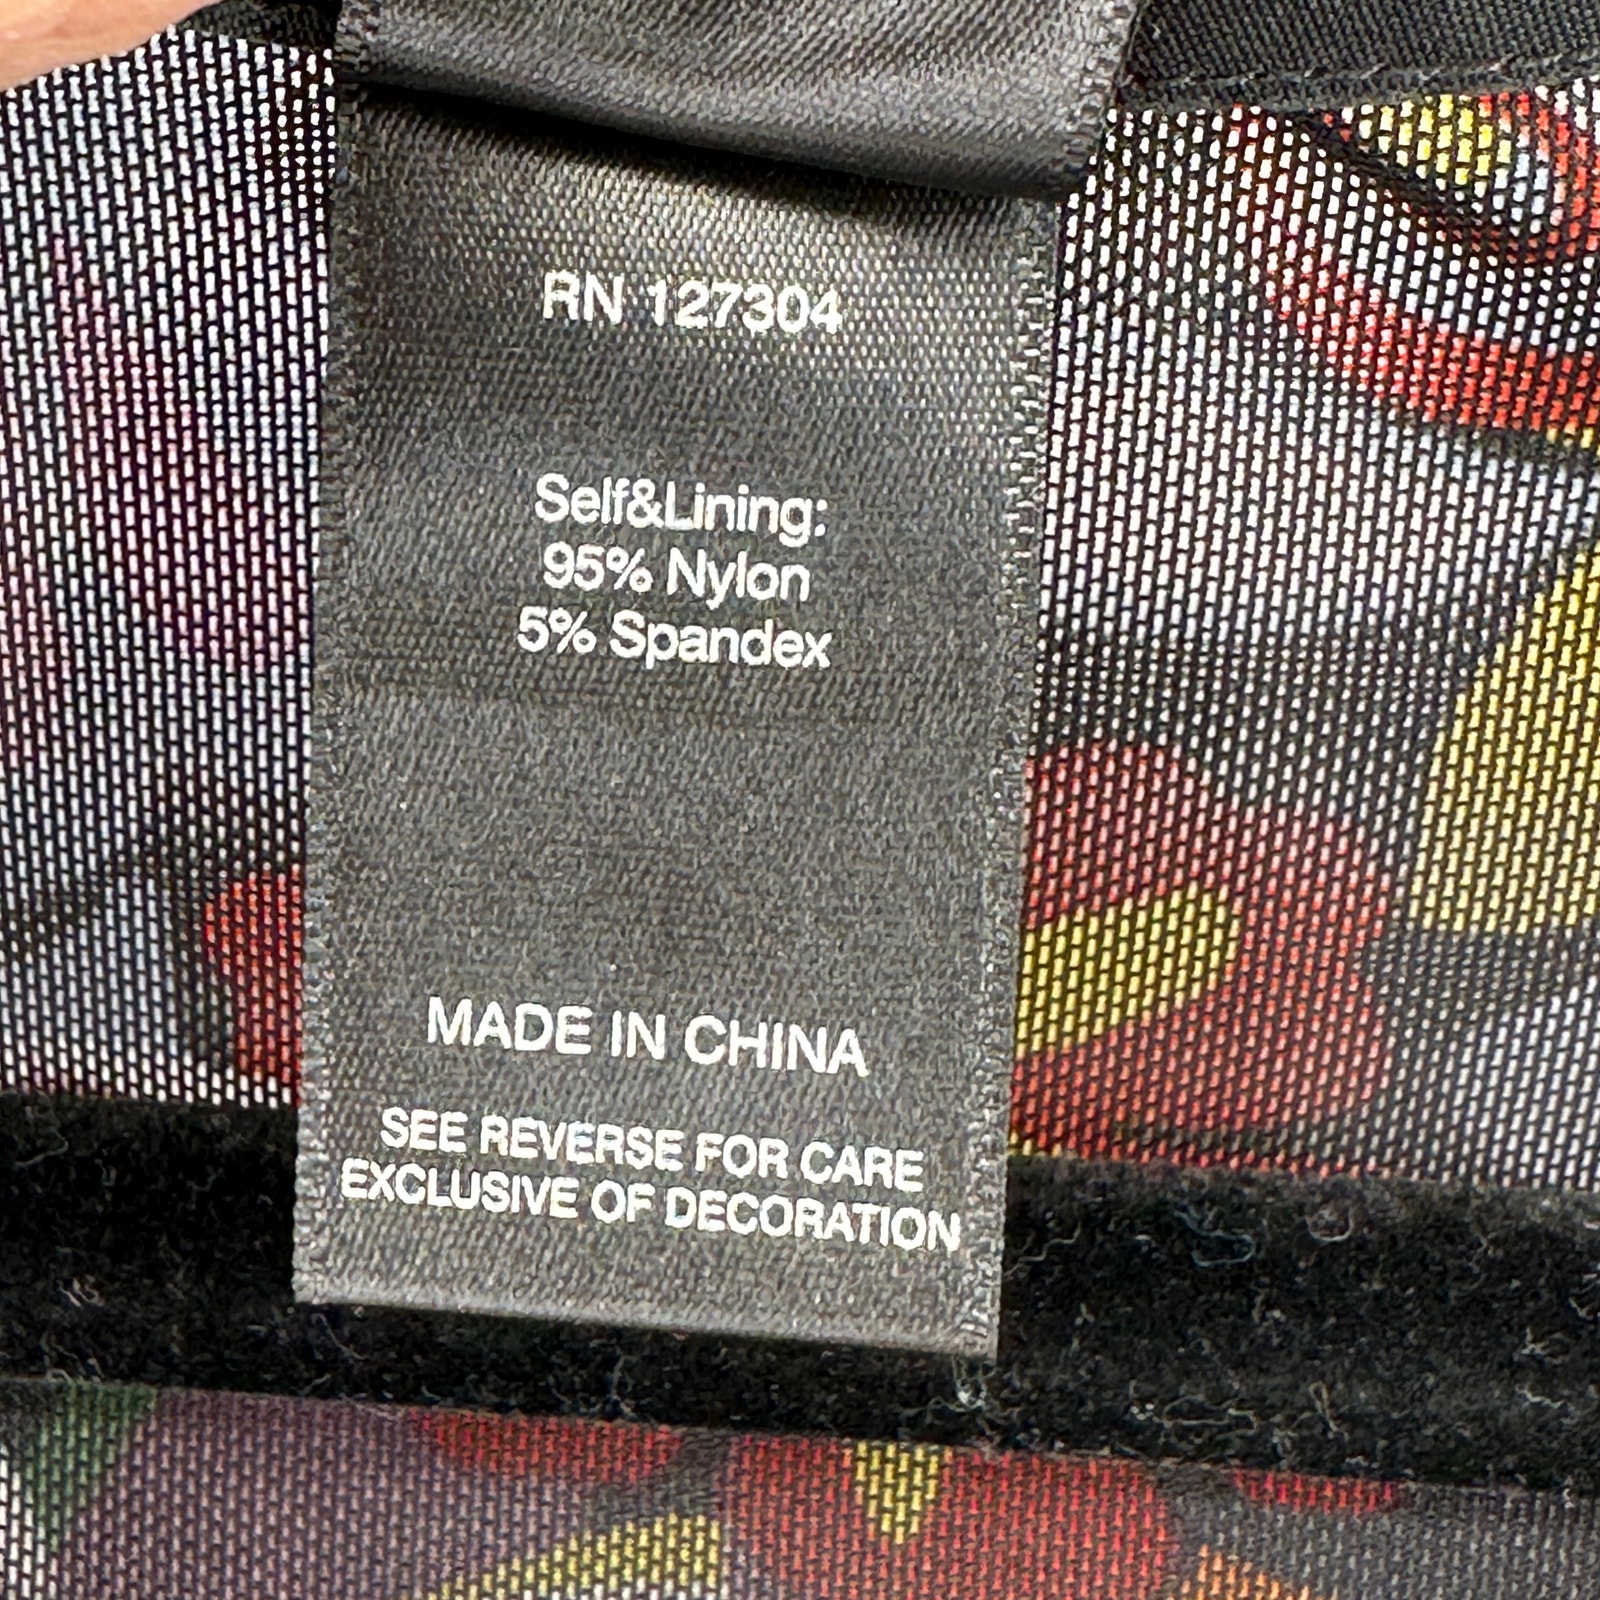 RN 127304
Self&Lining:
95% Nylon
5% Spandex
MADE IN CHINA
SEE REVERSE FOR CARE
EXCLUSIVE OF DECORATION